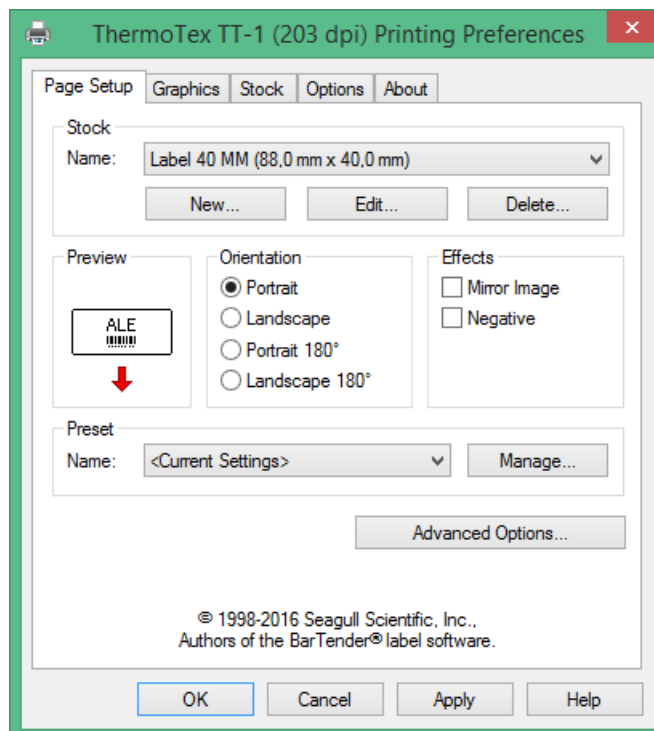 ThermoTex TT-1 (203 dpi) Printing Preferences
Page Setup Graphics Stock Options About
Stock
Name: Label 40 MM (88,0 mm x 40,0 mm)
New... Edit... Delete...
Preview Orientation Effects
Portrait Mirror Image
ALE Landscape Negative
Portrait 180°
Landscape 180°
Preset
Name: <Current Settings> Manage...
Advanced Options...
© 1998-2016 Seagull Scientific, Inc.,
Authors of the BarTender® label software.
OK Cancel Apply Help